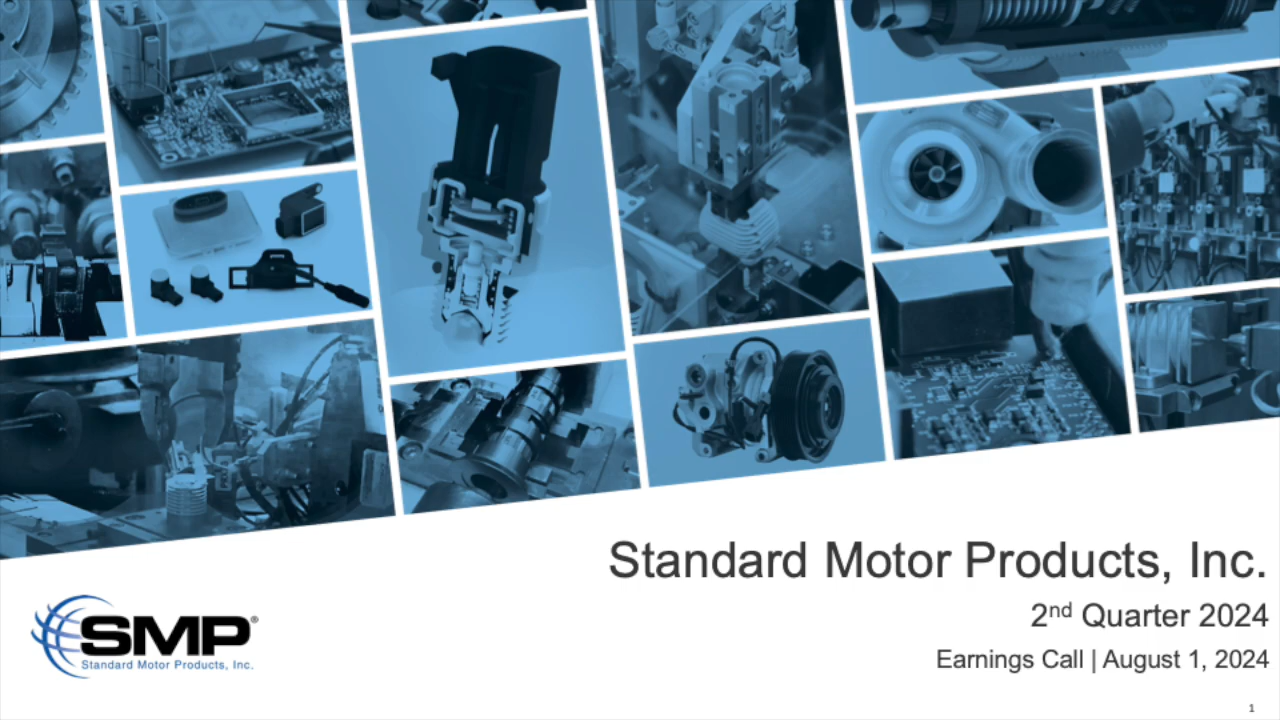 Standard Motor Products, Inc.
2nd Quarter 2024
Earnings Call | August 1, 2024
SMP®
Standard Motor Products, Inc.
1